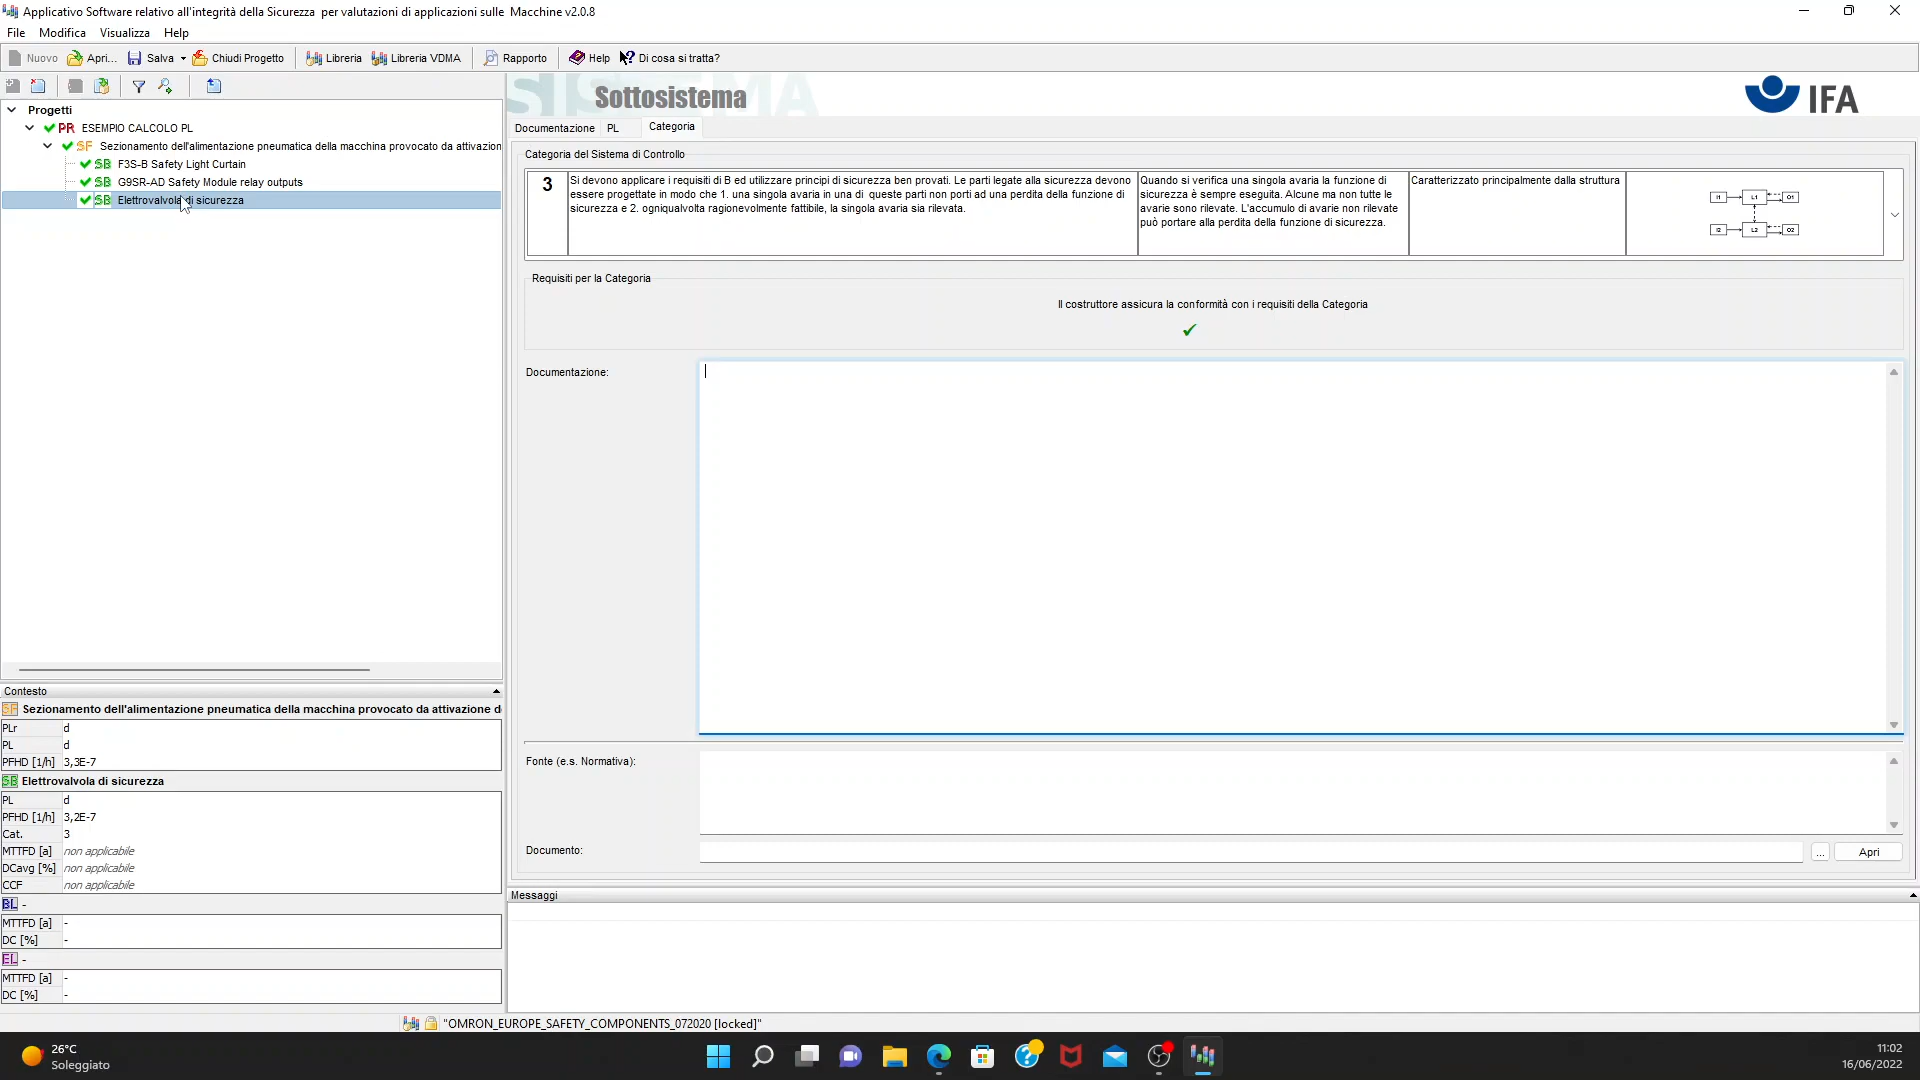 Applicativo Software relativo all'integrità della Sicurezza per valutazioni di applicazioni sulle Macchine v2.0.8
File Modifica Visualizza Help
Nuovo Apri... Salva Chiudi Progetto Libreria Libreria VDMA Rapporto Help Di cosa si tratta?
SISTEMA
Sottosistema
IFA
Progetti
PR ESEMPIO CALCOLO PL
SF Sezionamento dell'alimentazione pneumatica della macchina provocato da attivazion
SB F3S-B Safety Light Curtain
SB G9SR-AD Safety Module relay outputs
SB Elettrovalvola di sicurezza
Documentazione PL Categoria
Categoria del Sistema di Controllo
3
Si devono applicare i requisiti di B ed utilizzare principi di sicurezza ben provati. Le parti legate alla sicurezza devono
essere progettate in modo che 1. una singola avaria in una di queste parti non porti ad una perdita della funzione di
sicurezza e 2. ogniqualvolta ragionevolmente fattibile, la singola avaria sia rilevata.
Quando si verifica una singola avaria la funzione di
sicurezza è sempre eseguita. Alcune ma non tutte le
avarie sono rilevate. L'accumulo di avarie non rilevate
può portare alla perdita della funzione di sicurezza.
Caratterizzato principalmente dalla struttura
I1 L1 O1
I2 L2 O2
Requisiti per la Categoria
Il costruttore assicura la conformità con i requisiti della Categoria
Documentazione:
Fonte (e.s. Normativa):
Documento:
... Apri
Messaggi
Contesto
SF Sezionamento dell'alimentazione pneumatica della macchina provocato da attivazione d
PLr d
PL d
PFHD [1/h] 3,3E-7
SB Elettrovalvola di sicurezza
PL d
PFHD [1/h] 3,2E-7
Cat. 3
MTTFD [a] non applicabile
DCavg [%] non applicabile
CCF non applicabile
BL -
MTTFD [a] -
DC [%] -
EL -
MTTFD [a] -
DC [%] -
"OMRON_EUROPE_SAFETY_COMPONENTS_072020 [locked]"
26°C
Soleggiato
11:02
16/06/2022